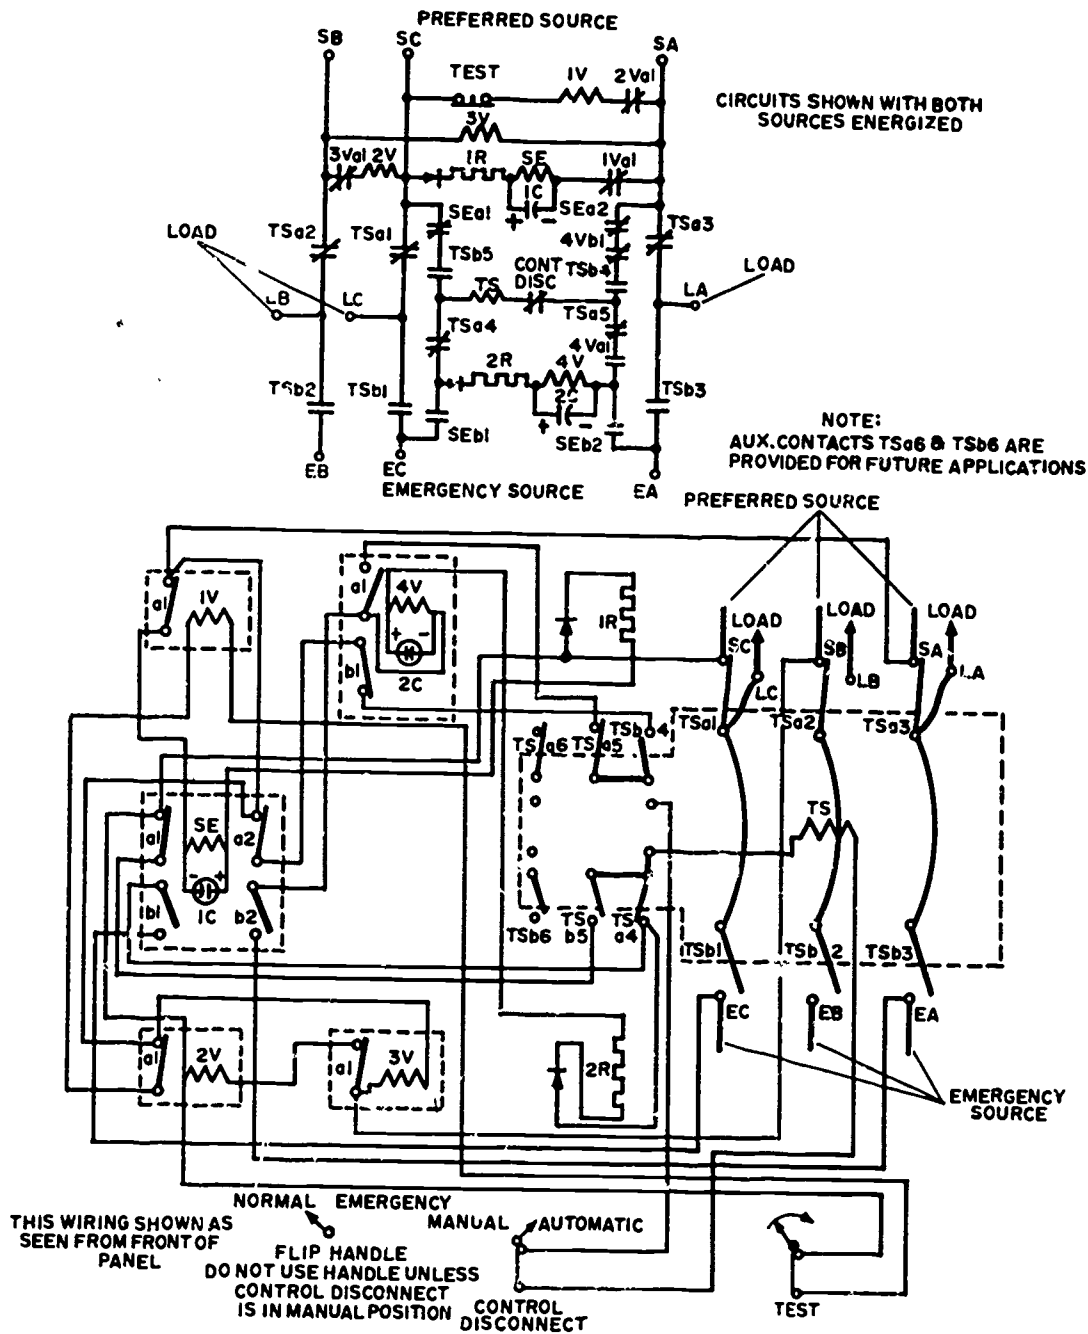 PREFERRED SOURCE
SB
SC
SA
TEST
1V
2Va1
CIRCUITS SHOWN WITH BOTH
SOURCES ENERGIZED
3V
3Va1
2V
1R
SE
1Va1
1C
+
-
SEa1
SEa2
LOAD
TSa2
TSa1
TSa3
4Vb1
TSb5
CONT
DISC
TSb4
LOAD
TS
LB
LC
LA
TSa5
TSa4
4Va1
2R
4V
TSb2
TSb1
2C
TSb3
+
-
SEb1
SEb2
NOTE:
AUX. CONTACTS TSa6 & TSb6 ARE
PROVIDED FOR FUTURE APPLICATIONS
EB
EC
EMERGENCY SOURCE
EA
PREFERRED SOURCE
a1
1V
a1
4V
+
-
2C
b1
1R
LOAD
LOAD
LOAD
SC
SB
SA
LC
LB
LA
TSa1
TSa2
TSa3
TSa6
TSa5
TSb4
a1
SE
a2
-
+
1C
b1
b2
TS
TSb6
TS
b5
TS
a4
TSb1
TSb2
TSb3
EC
EB
EA
a1
2V
a1
3V
2R
EMERGENCY
SOURCE
NORMAL EMERGENCY
THIS WIRING SHOWN AS
SEEN FROM FRONT OF
PANEL
FLIP HANDLE
DO NOT USE HANDLE UNLESS
CONTROL DISCONNECT
IS IN MANUAL POSITION
MANUAL
AUTOMATIC
CONTROL
DISCONNECT
TEST